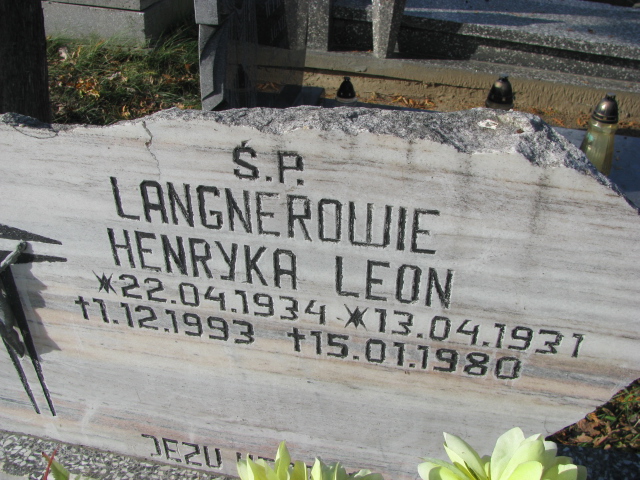 Ś.P.
LANGNEROWIE
HENRYKA LEON
*22.04.1934 *13.04.1931
†1.12.1993 †15.01.1980
JEZU